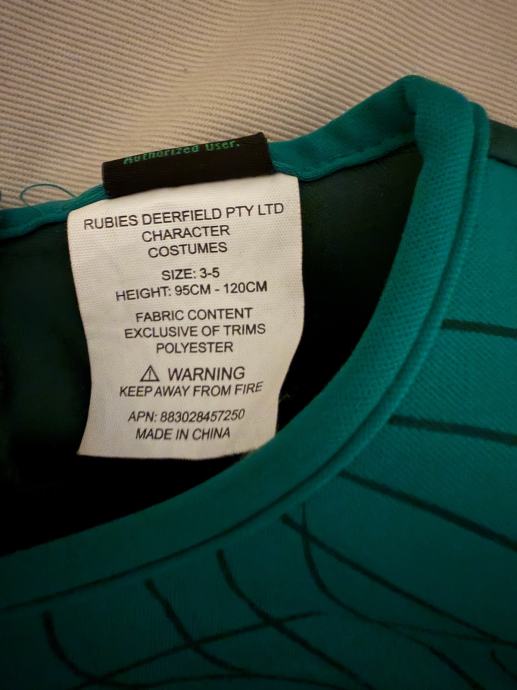 Authorized User.
RUBIES DEERFIELD PTY LTD
CHARACTER
COSTUMES
SIZE: 3-5
HEIGHT: 95CM - 120CM
FABRIC CONTENT
EXCLUSIVE OF TRIMS
POLYESTER
⚠ WARNING
KEEP AWAY FROM FIRE
APN: 883028457250
MADE IN CHINA